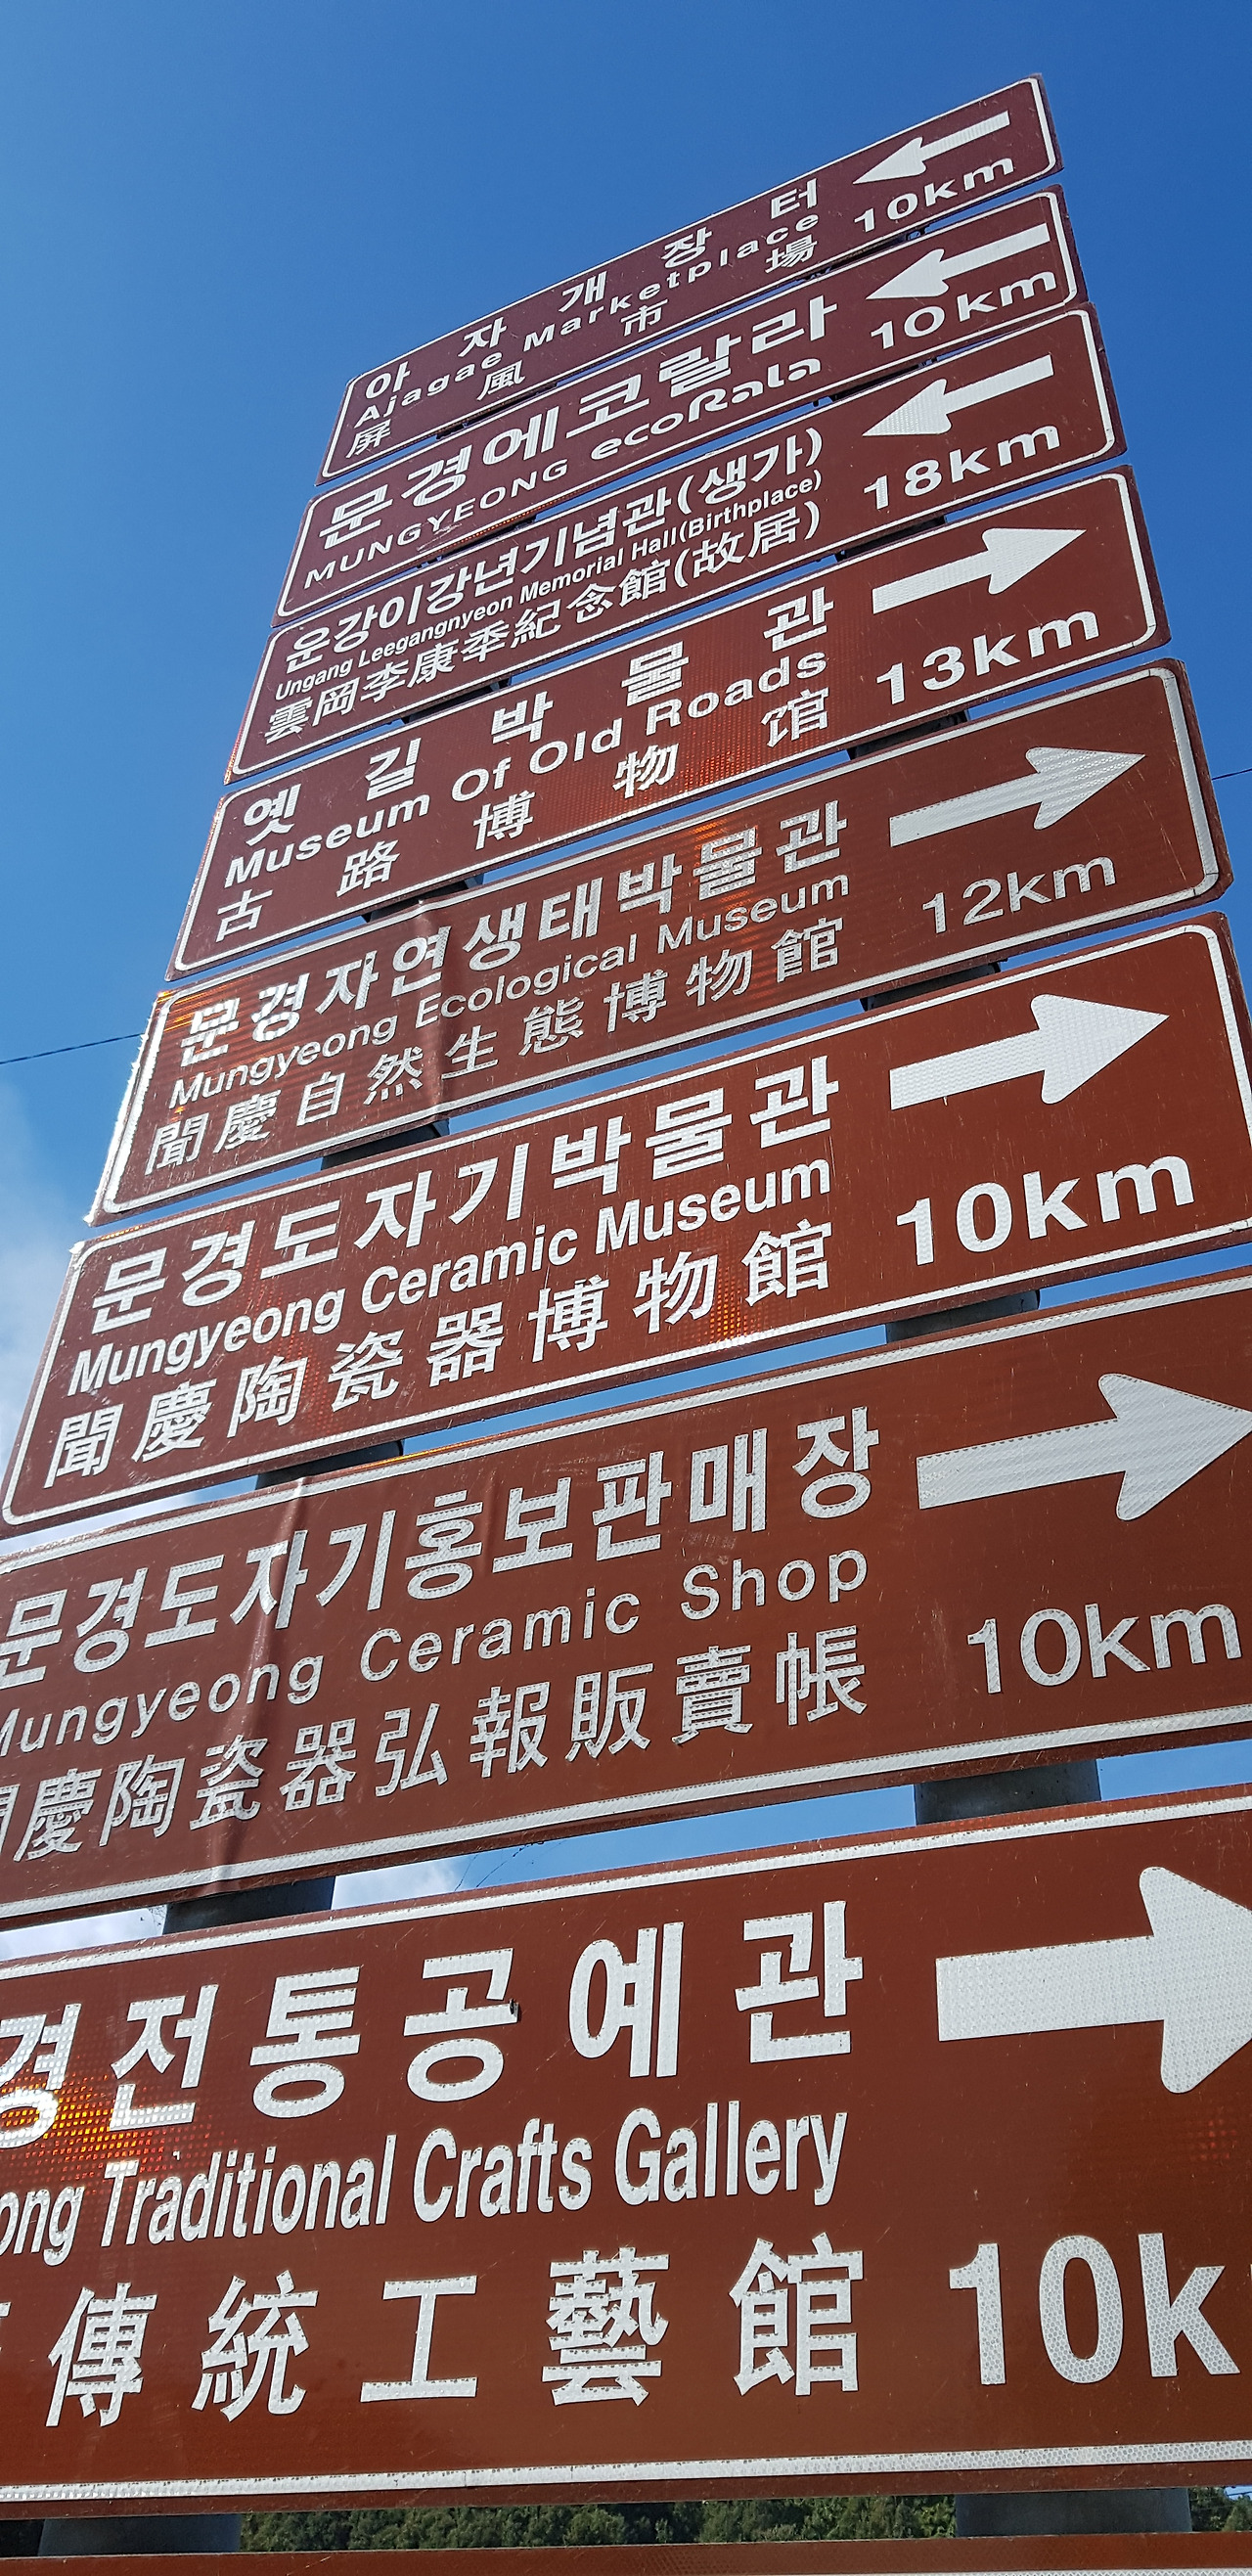 아자개장터
Ajagae Marketplace
屛風市場
10km
문경에코랄라
MUNGYEONG ecoRala
10km
운강이강년기념관(생가)
Ungang Leegangnyeon Memorial Hall(Birthplace)
雲岡李康秊紀念館(故居)
18km
옛길박물관
Museum Of Old Roads
古路博物馆
13km
문경자연생태박물관
Mungyeong Ecological Museum
聞慶自然生態博物館
12km
문경도자기박물관
Mungyeong Ceramic Museum
聞慶陶瓷器博物館
10km
문경도자기홍보판매장
Mungyeong Ceramic Shop
聞慶陶瓷器弘報販賣帳
10km
경전통공예관
ong Traditional Crafts Gallery
傳統工藝館
10k